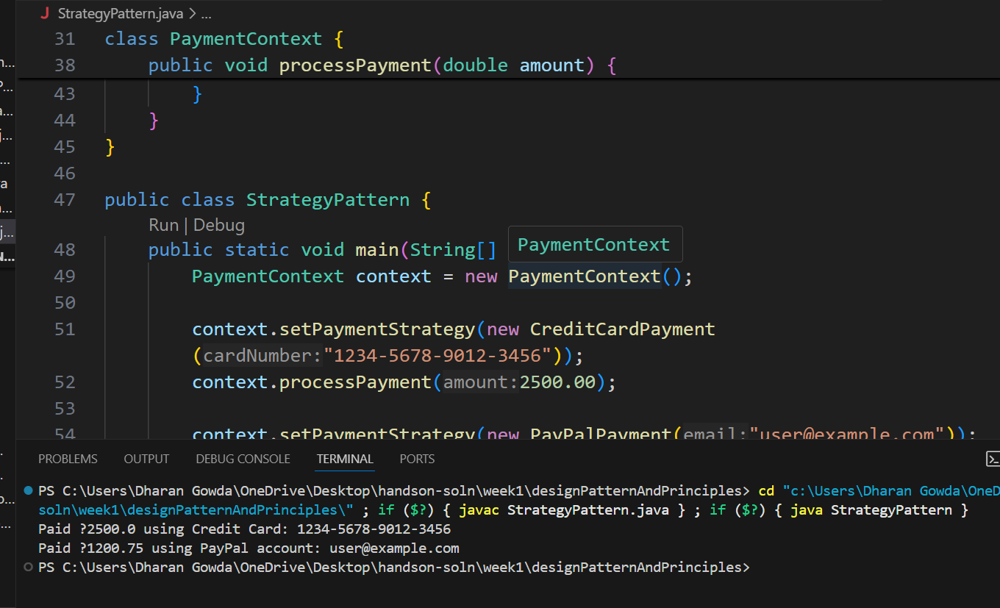 StrategyPattern.java > ...
31 class PaymentContext {
38 public void processPayment(double amount) {
43 }
44 }
45 }
46
47 public class StrategyPattern {
Run | Debug
48 public static void main(String[]
PaymentContext
49 PaymentContext context = new PaymentContext();
50
51 context.setPaymentStrategy(new CreditCardPayment
(cardNumber:"1234-5678-9012-3456"));
52 context.processPayment(amount:2500.00);
53
54 context.setPaymentStrategy(new PayPalPayment(email:"user@example.com"));
PROBLEMS OUTPUT DEBUG CONSOLE TERMINAL PORTS
PS C:\Users\Dharan Gowda\OneDrive\Desktop\handson-soln\week1\designPatternAndPrinciples> cd "c:\Users\Dharan Gowda\OneD
soln\week1\designPatternAndPrinciples\" ; if ($?) { javac StrategyPattern.java } ; if ($?) { java StrategyPattern }
Paid ?2500.0 using Credit Card: 1234-5678-9012-3456
Paid ?1200.75 using PayPal account: user@example.com
PS C:\Users\Dharan Gowda\OneDrive\Desktop\handson-soln\week1\designPatternAndPrinciples>